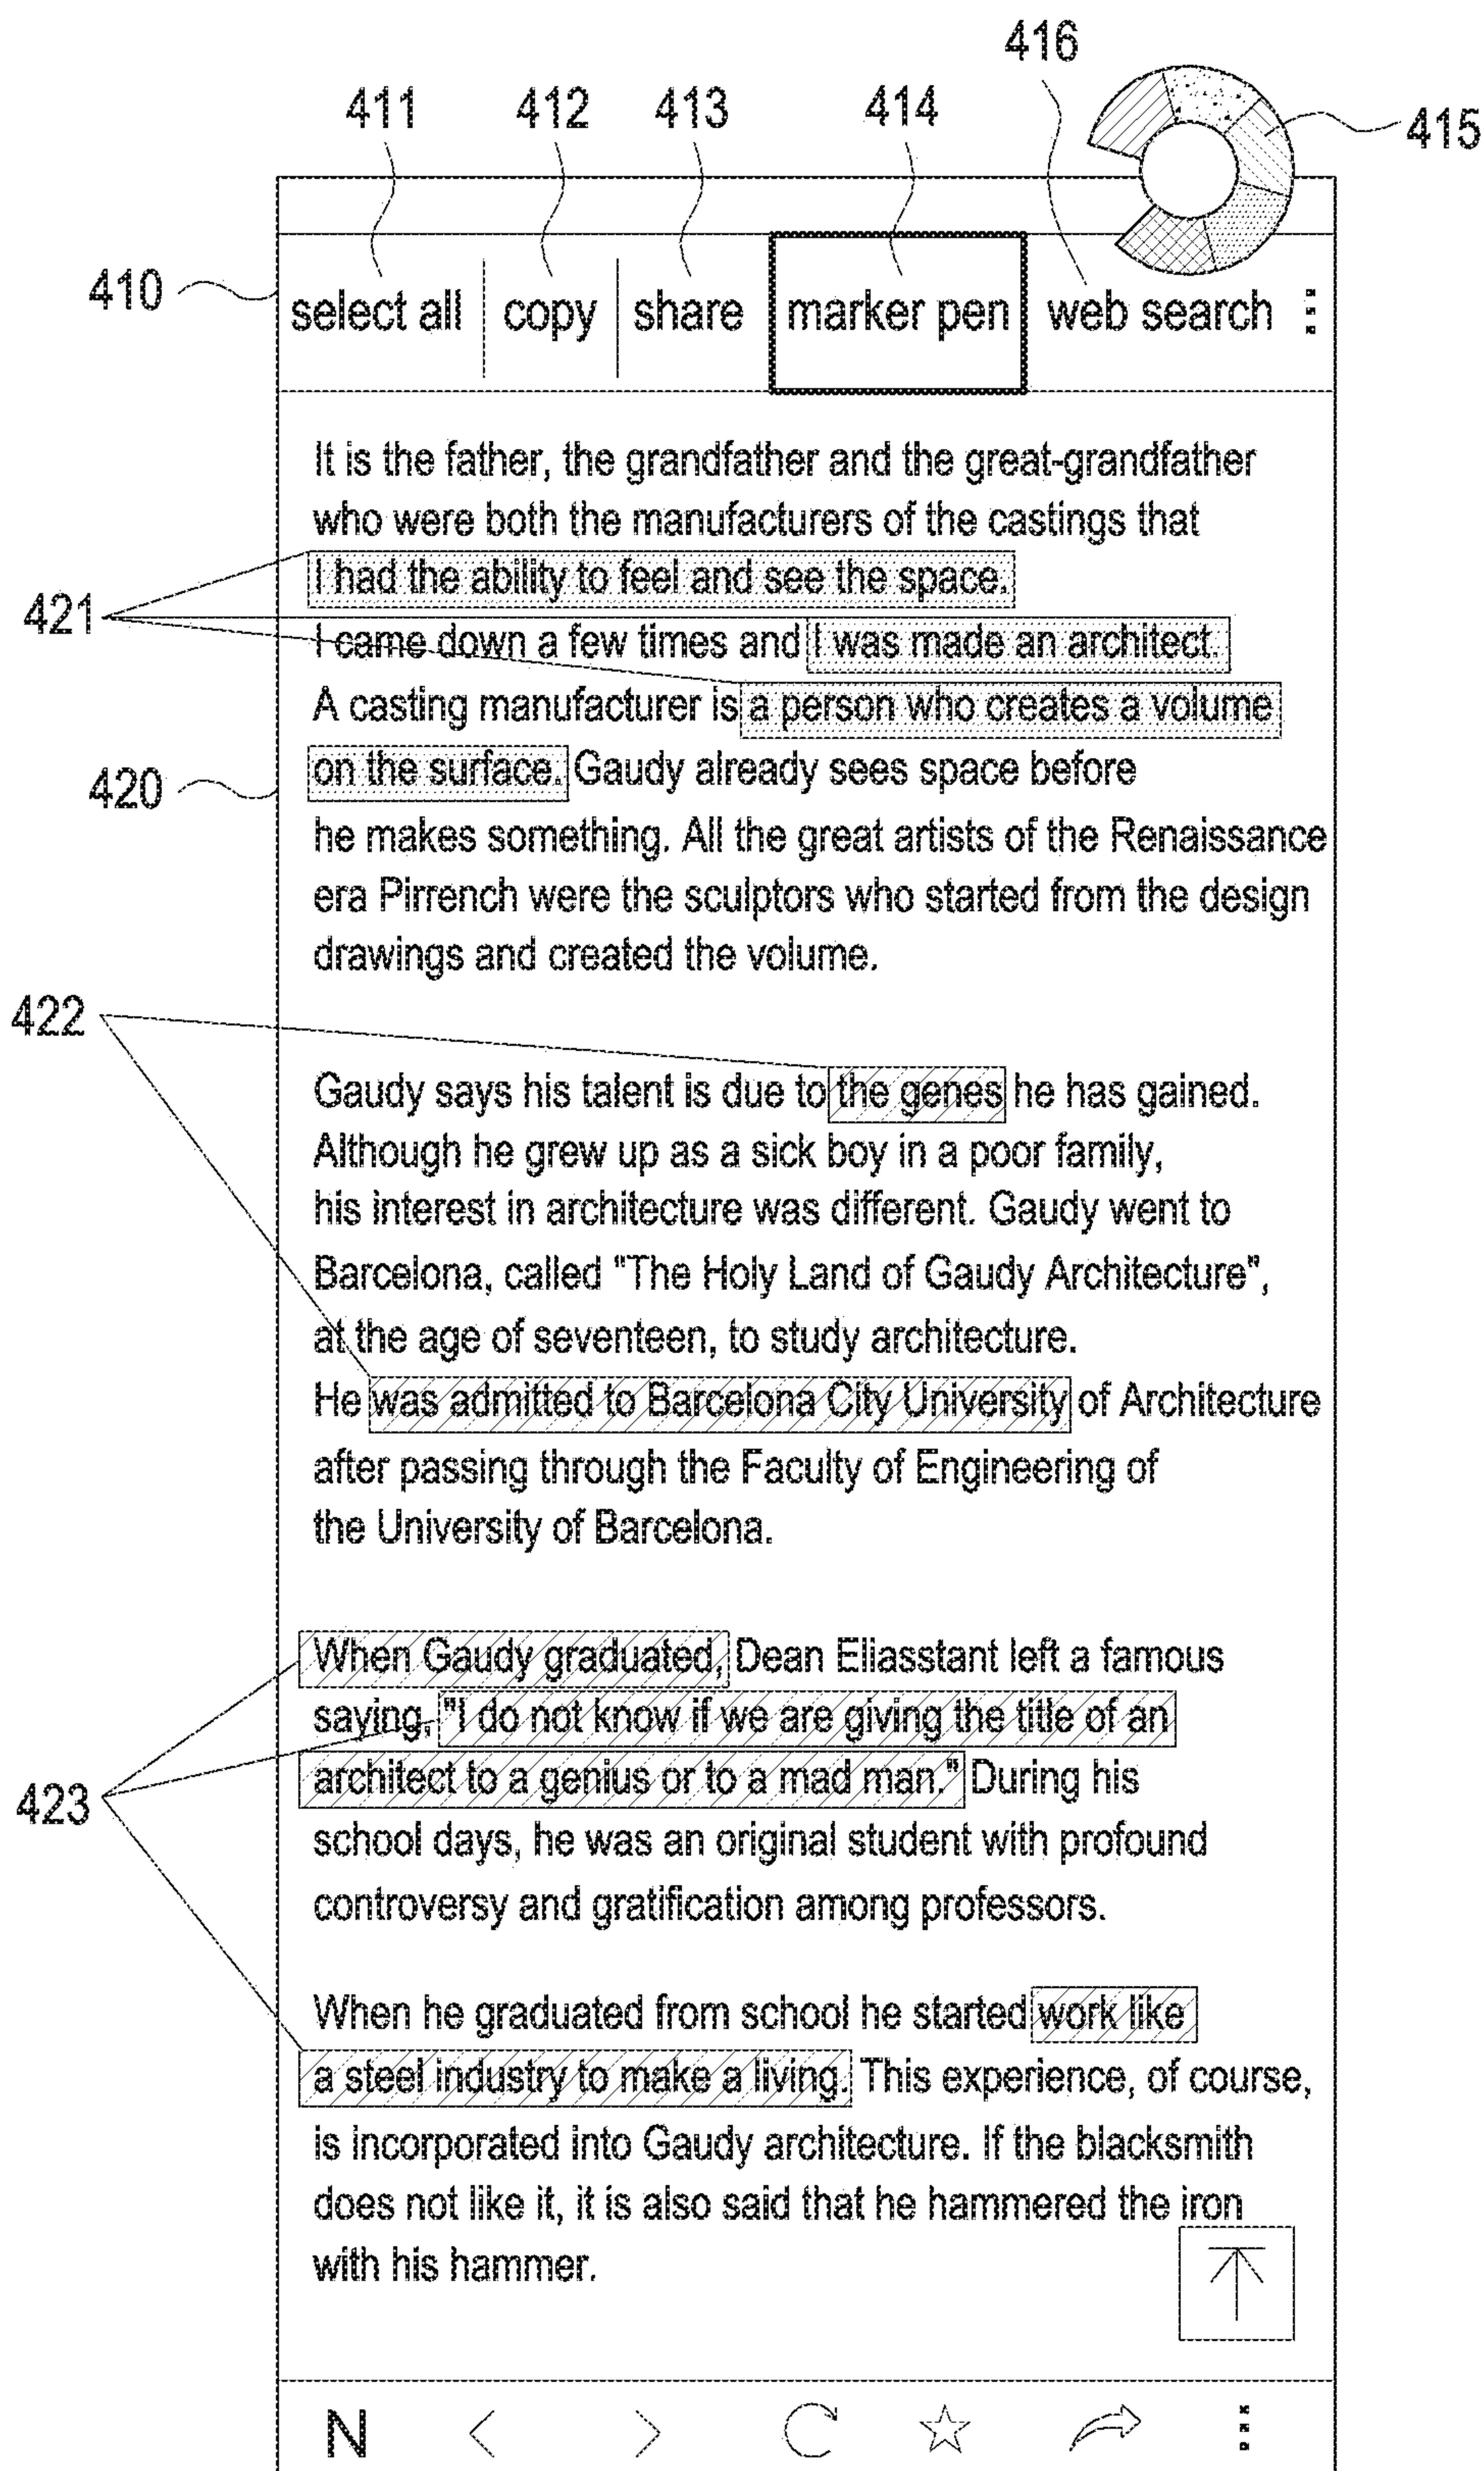 416
411 412 413 414 415
410 select all copy share marker pen web search
It is the father, the grandfather and the great-grandfather
who were both the manufacturers of the castings that
I had the ability to feel and see the space.
421
I came down a few times and I was made an architect.
A casting manufacturer is a person who creates a volume
420 on the surface. Gaudy already sees space before
he makes something. All the great artists of the Renaissance
era Pirrench were the sculptors who started from the design
drawings and created the volume.
422
Gaudy says his talent is due to the genes he has gained.
Although he grew up as a sick boy in a poor family,
his interest in architecture was different. Gaudy went to
Barcelona, called "The Holy Land of Gaudy Architecture",
at the age of seventeen, to study architecture.
He was admitted to Barcelona City University of Architecture
after passing through the Faculty of Engineering of
the University of Barcelona.
When Gaudy graduated, Dean Eliasstant left a famous
saying, "I do not know if we are giving the title of an
architect to a genius or to a mad man." During his
423
school days, he was an original student with profound
controversy and gratification among professors.
When he graduated from school he started work like
a steel industry to make a living. This experience, of course,
is incorporated into Gaudy architecture. If the blacksmith
does not like it, it is also said that he hammered the iron
with his hammer.
N